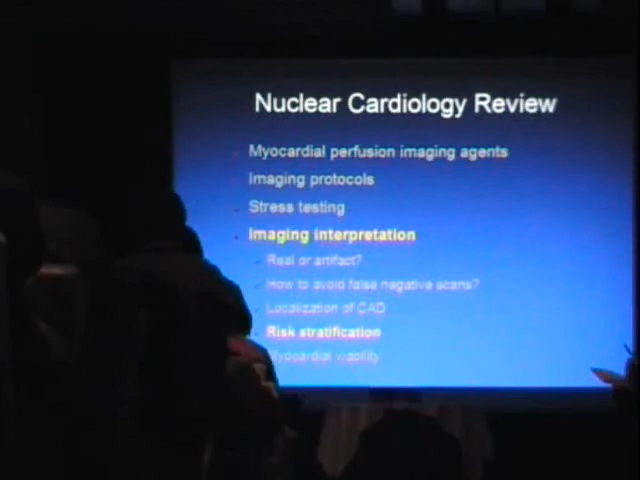 Nuclear Cardiology Review
Myocardial perfusion imaging agents
Imaging protocols
Stress testing
Imaging interpretation
Real or artifact?
How to avoid false negative scans?
Localization of CAD
Risk stratification
Myocardial viability